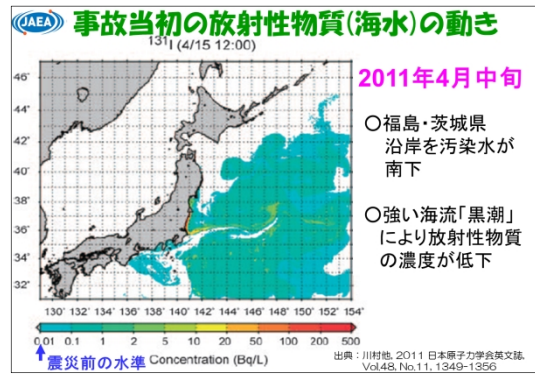 JAEA
事故当初の放射性物質(海水)の動き
131I (4/15 12:00)
2011年4月中旬
〇福島・茨城県
沿岸を汚染水が
南下
〇強い海流「黒潮」
により放射性物質
の濃度が低下
46°
44°
42°
40°
38°
36°
34°
32°
130° 132° 134° 136° 138° 140° 142° 144° 146° 148° 150° 152° 154°
0.01 0.1 1 2 5 10 20 50 100 200 500
震災前の水準
Concentration (Bq/L)
出典:川村他, 2011 日本原子力学会英文誌,
Vol.48, No.11, 1349-1356